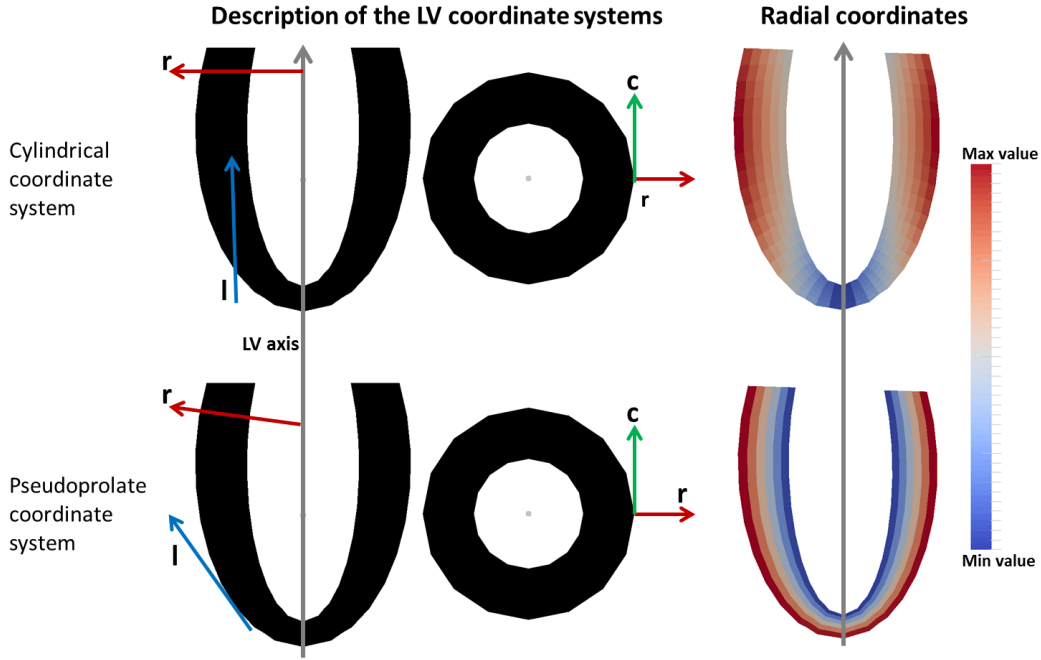 Description of the LV coordinate systems
Radial coordinates
r
c
Cylindrical
coordinate
system
r
l
Max value
LV axis
r
c
Pseudoprolate
coordinate
system
r
l
Min value